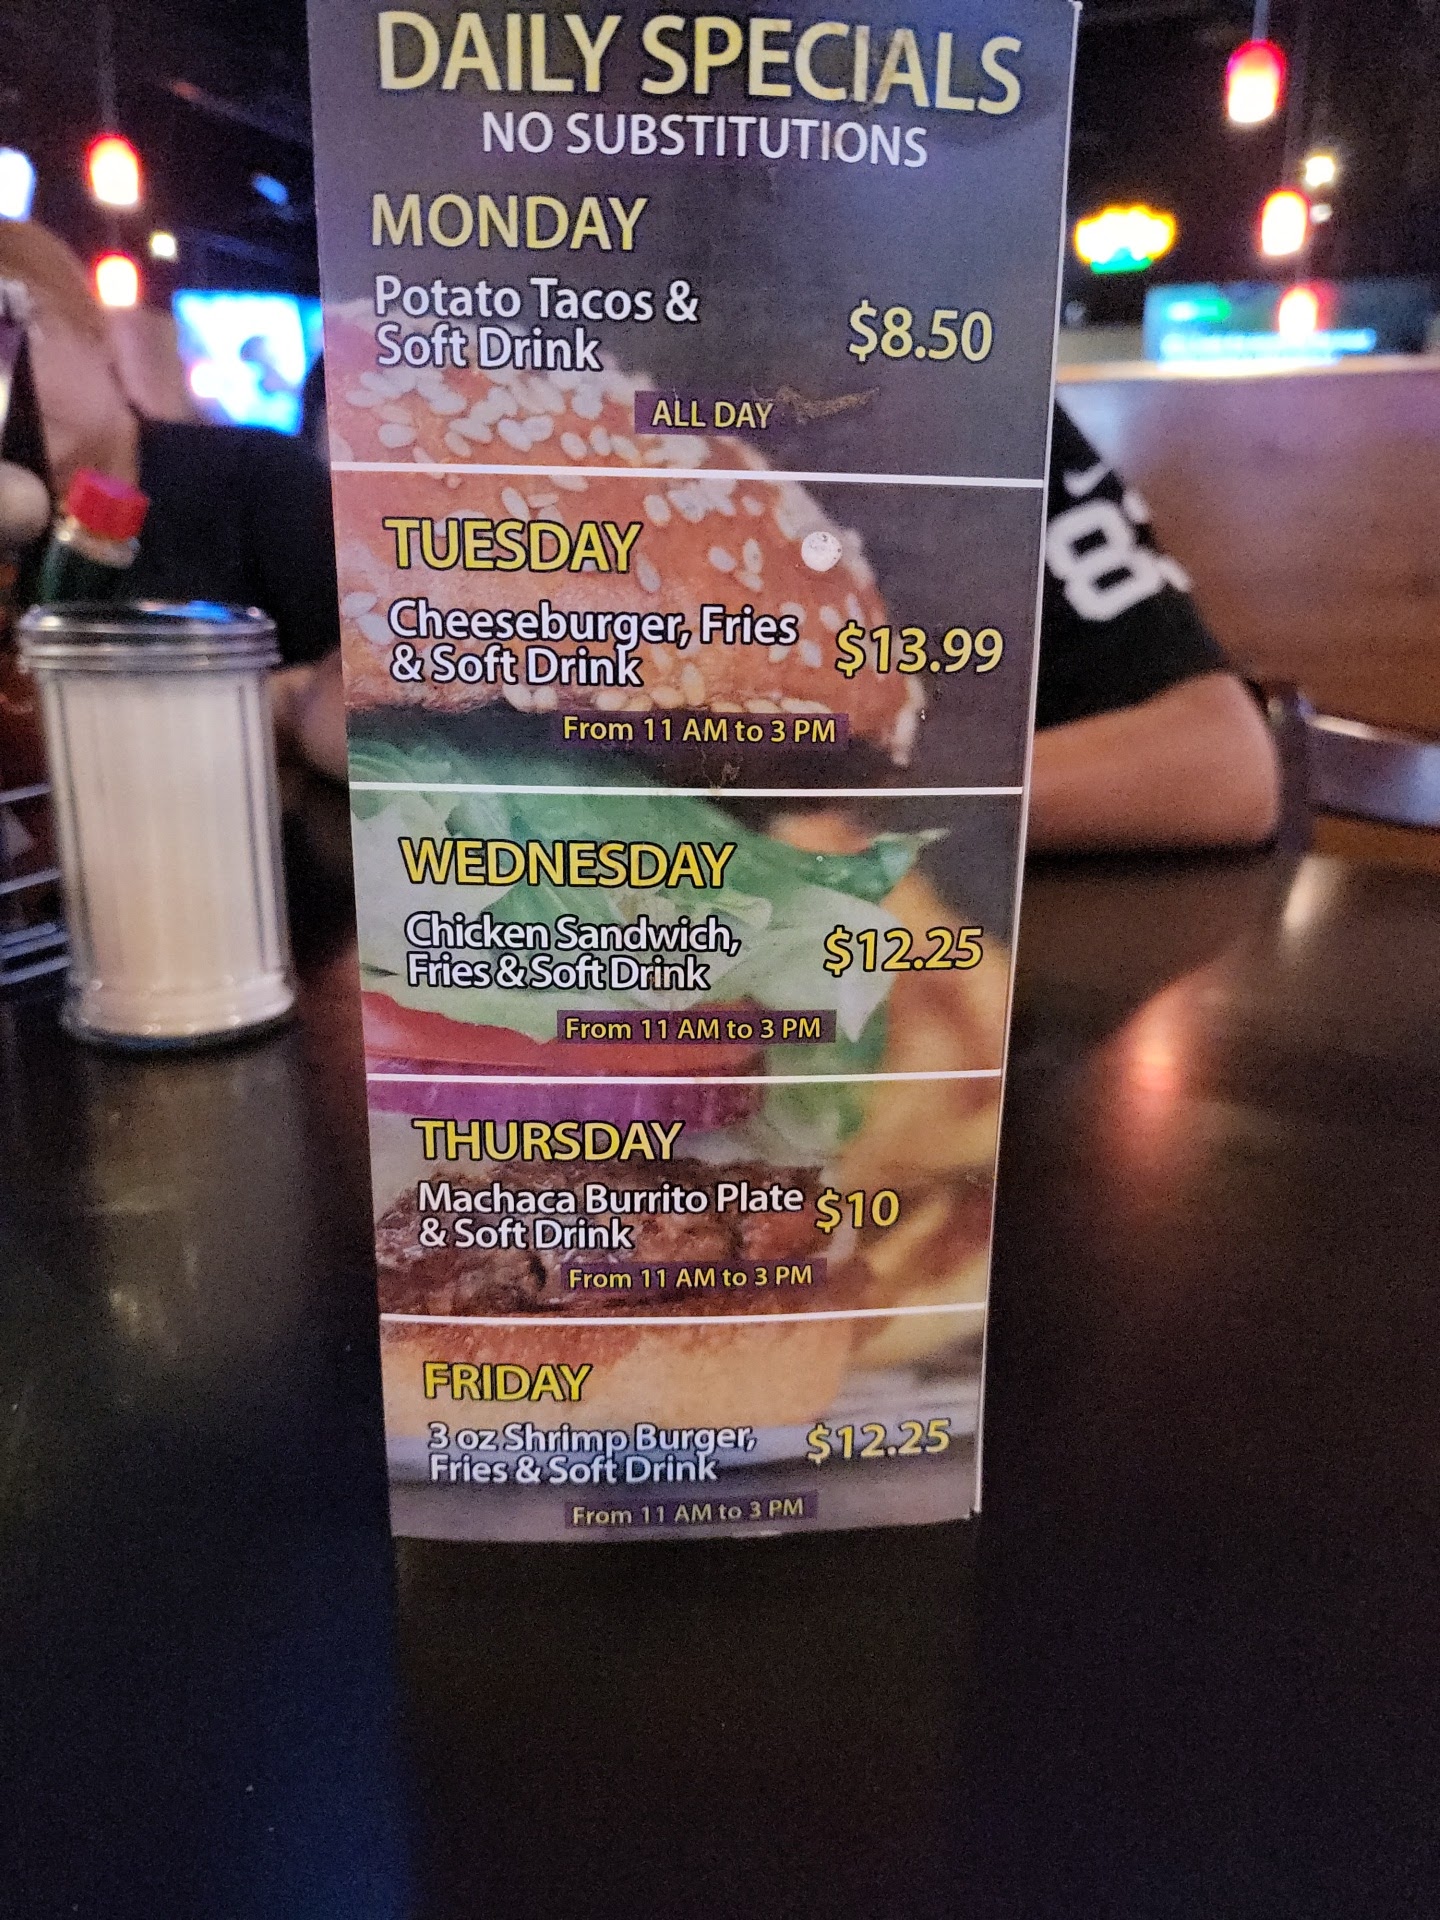 DAILY SPECIALS
NO SUBSTITUTIONS
MONDAY
Potato Tacos &
Soft Drink
$8.50
ALL DAY
TUESDAY
Cheeseburger, Fries
& Soft Drink
$13.99
From 11 AM to 3 PM
WEDNESDAY
Chicken Sandwich,
Fries & Soft Drink
$12.25
From 11 AM to 3 PM
THURSDAY
Machaca Burrito Plate
& Soft Drink
$10
From 11 AM to 3 PM
FRIDAY
3 oz Shrimp Burger,
Fries & Soft Drink
$12.25
From 11 AM to 3 PM